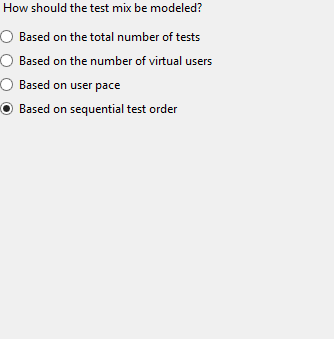 How should the test mix be modeled?
Based on the total number of tests
Based on the number of virtual users
Based on user pace
Based on sequential test order